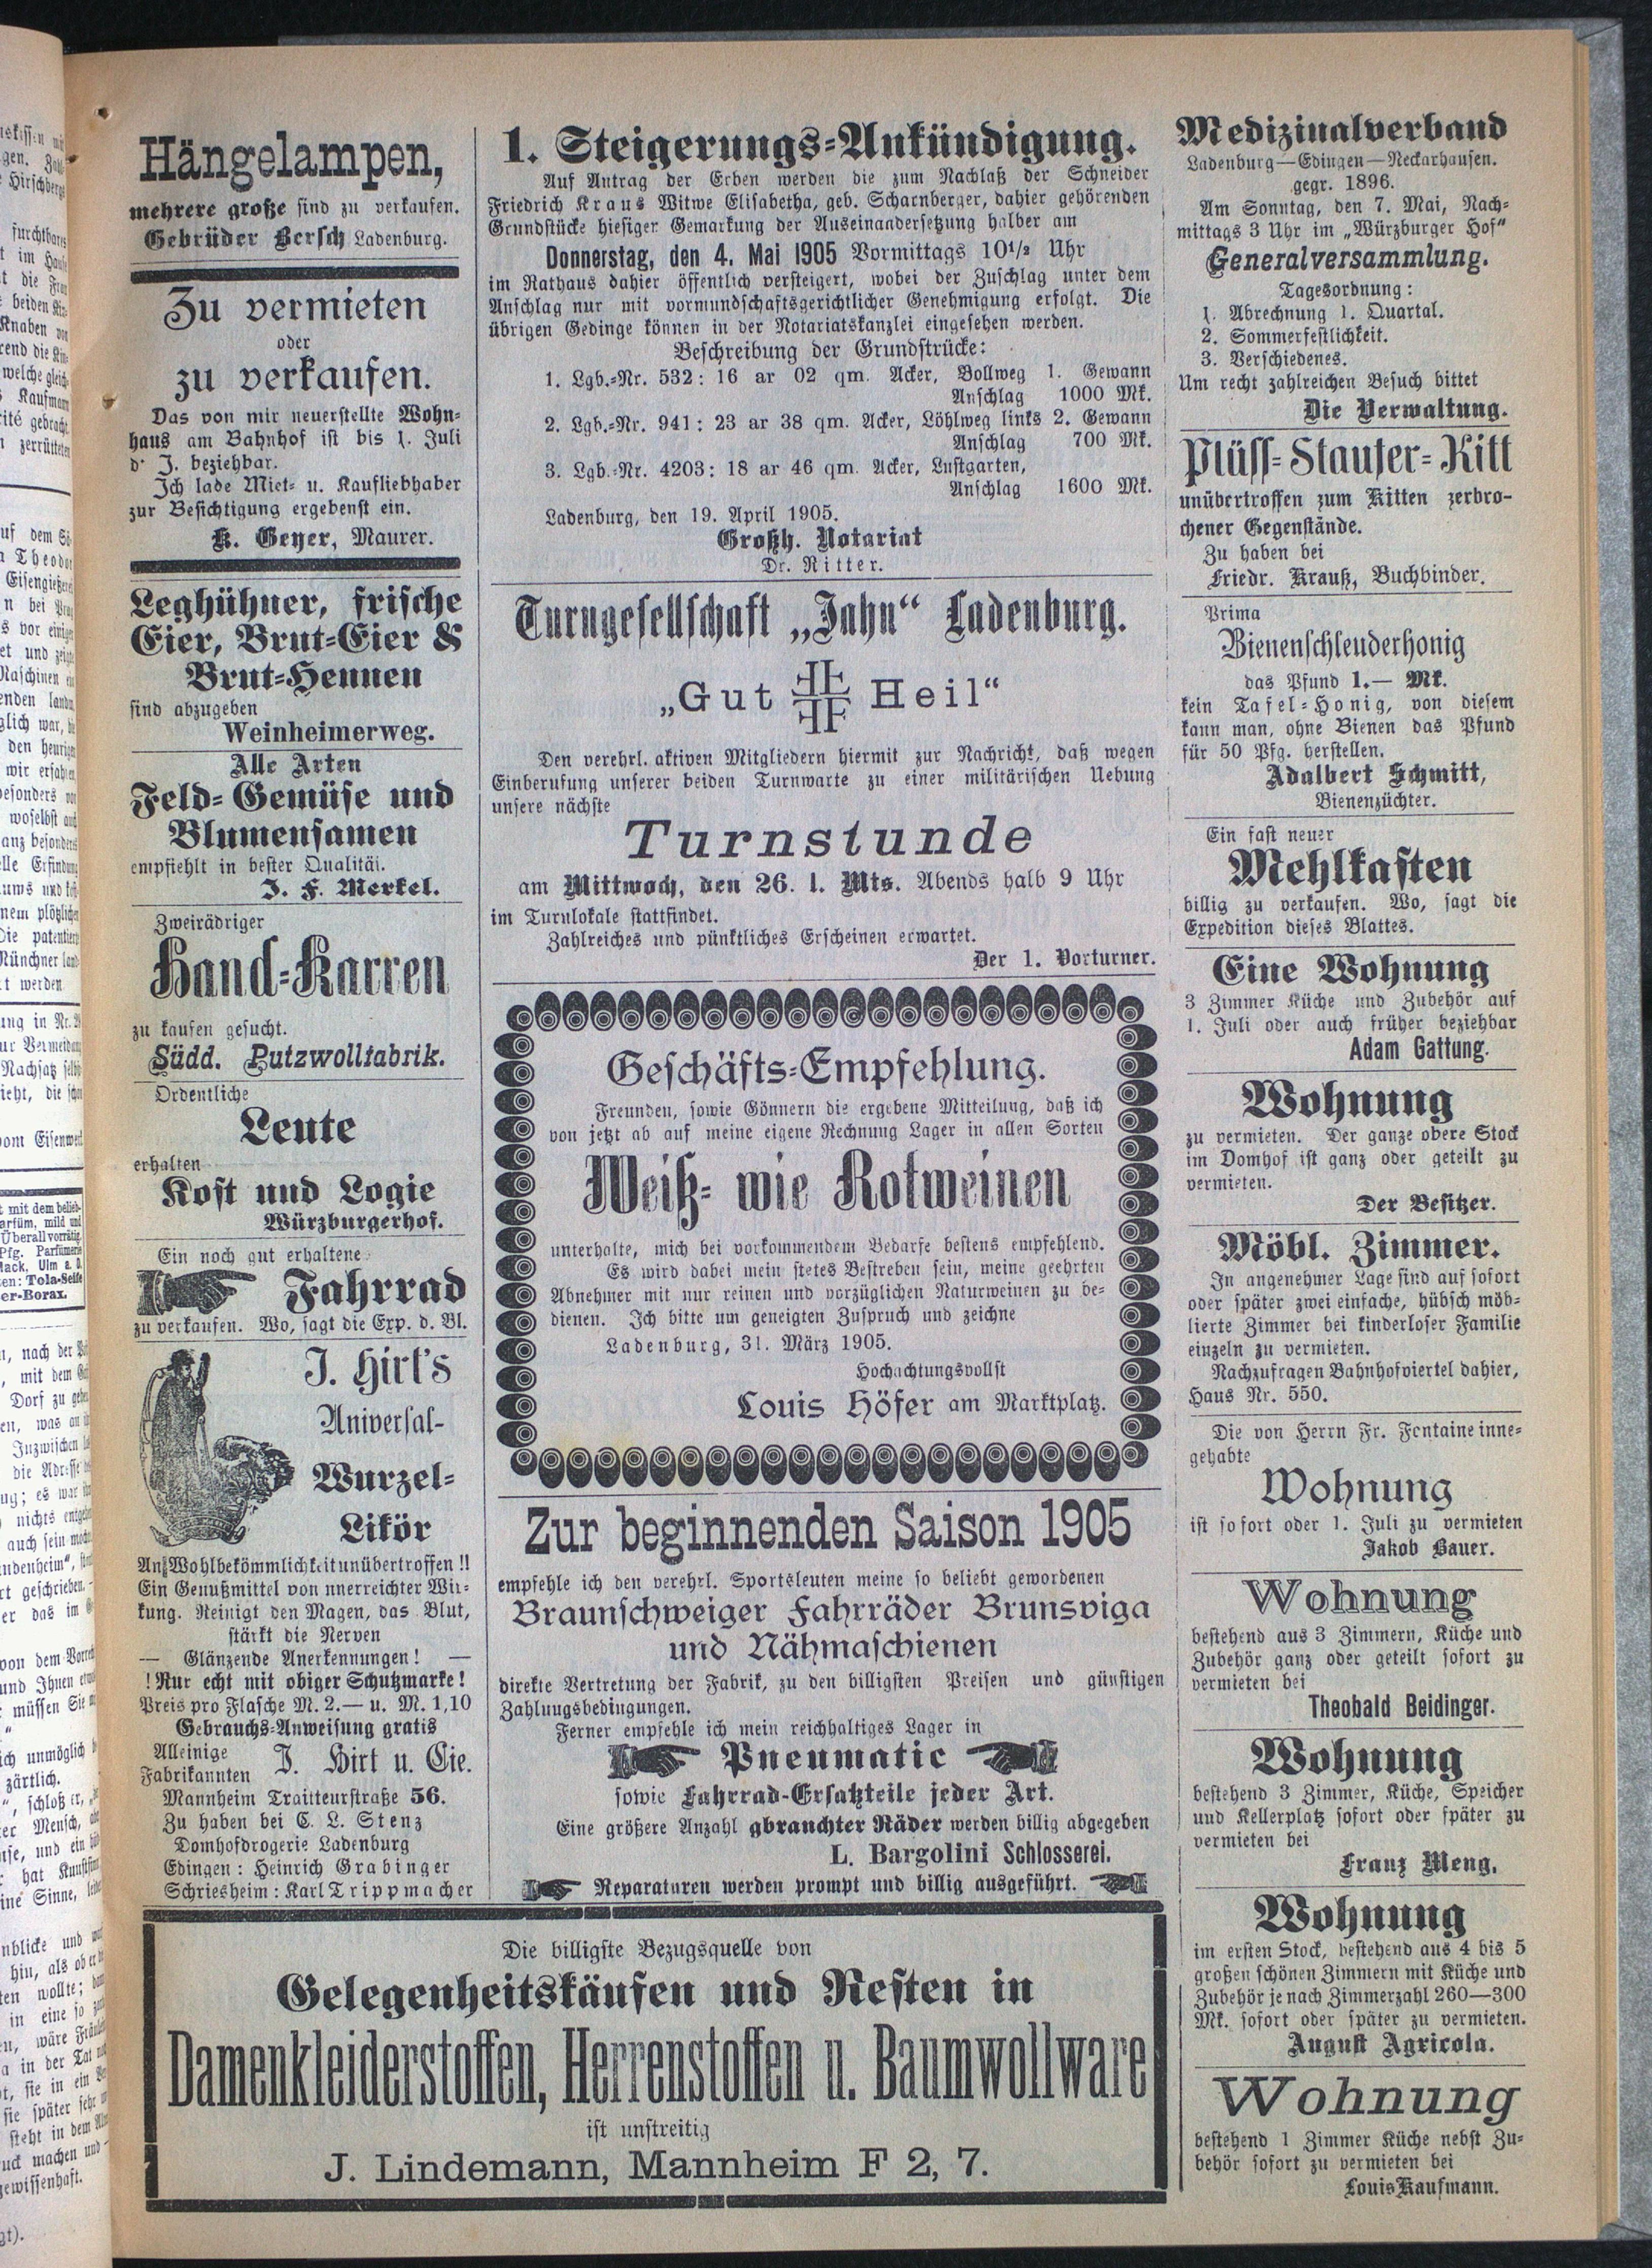 Hängelampen,
mehrere große sind zu verkaufen.
Gebrüder Bersch Ladenburg.
Zu vermieten
oder
zu verkaufen.
Das von mir neuerstellte Wohn-
haus am Bahnhof ist bis 1. Juli
d. J. beziehbar.
Ich lade Miet- u. Kaufliebhaber
zur Besichtigung ergebenst ein.
K. Geyer, Maurer.
Leghühner, frische
Eier, Brut-Eier &
Brut-Hennen
sind abzugeben
Weinheimerweg.
Alle Arten
Feld- Gemüse und
Blumensamen
empfiehlt in bester Qualität.
J. F. Merkel.
Zweirädriger
Hand-Karren
zu kaufen gesucht.
Südd. Putzwollfabrik.
Ordentliche
Leute
erhalten
Kost und Logie
Würzburgerhof.
Ein noch gut erhaltene
Fahrrad
zu verkaufen. Wo, sagt die Exp. d. Bl.
J. Hirt's
Universal-
Wurzel-
Likör
An Wohlbekömmlichkeit unübertroffen!!
Ein Genußmittel von nnerreichter Wir-
kung. Reinigt den Magen, das Blut,
stärkt die Nerven
— Glänzende Anerkennungen! —
!Nur echt mit obiger Schutzmarke!
Preis pro Flasche M. 2.— u. M. 1,10
Gebrauchs-Anweisung gratis
Alleinige
Fabrikannten J. Hirt u. Cie.
Mannheim Traitteurstraße 56.
Zu haben bei C. L. Stenz
Domhofdrogerie Ladenburg
Edingen: Heinrich Grabinger
Schriesheim: Karl Trippmacher
1. Steigerungs-Ankündigung.
Auf Antrag der Erben werden die zum Nachlaß der Schneider
Friedrich Kraus Witwe Elisabetha, geb. Scharnberger, dahier gehörenden
Grundstücke hiesiger Gemarkung der Auseinandersetzung halber am
Donnerstag, den 4. Mai 1905 Vormittags 10 1/2 Uhr
im Rathaus dahier öffentlich versteigert, wobei der Zuschlag unter dem
Anschlag nur mit vormundschaftsgerichtlicher Genehmigung erfolgt. Die
übrigen Gedinge können in der Notariatskanzlei eingesehen werden.
Beschreibung der Grundstrücke:
1. Lgb.-Nr. 532: 16 ar 02 qm. Acker, Bollweg 1. Gewann
Anschlag 1000 Mk.
2. Lgb.-Nr. 941: 23 ar 38 qm. Acker, Löhlweg links 2. Gewann
Anschlag 700 Mk.
3. Lgb.-Nr. 4203: 18 ar 46 qm. Acker, Lustgarten,
Anschlag 1600 Mk.
Ladenburg, den 19. April 1905.
Großh. Notariat
Dr. Ritter.
Turngesellschaft „Jahn“ Ladenburg.
„Gut Heil“
Den verehrl. aktiven Mitgliedern hiermit zur Nachricht, daß wegen
Einberufung unserer beiden Turnwarte zu einer militärischen Uebung
unsere nächste
Turnstunde
am Mittwoch, den 26. l. Mts. Abends halb 9 Uhr
im Turnlokale stattfindet.
Zahlreiches und pünktliches Erscheinen erwartet.
Der 1. Vorturner.
Geschäfts-Empfehlung.
Freunden, sowie Gönnern die ergebene Mitteilung, daß ich
von jetzt ab auf meine eigene Rechnung Lager in allen Sorten
Weiß- wie Rotweinen
unterhalte, mich bei vorkommendem Bedarfe bestens empfehlend.
Es wird dabei mein stetes Bestreben sein, meine geehrten
Abnehmer mit nur reinen und vorzüglichen Naturweinen zu be-
dienen. Ich bitte um geneigten Zuspruch und zeichne
Ladenburg, 31. März 1905.
Hochachtungsvollst
Louis Höfer am Marktplatz.
Zur beginnenden Saison 1905
empfehle ich den verehrl. Sportsleuten meine so beliebt gewordenen
Braunschweiger Fahrräder Brunsviga
und Nähmaschienen
direkte Vertretung der Fabrik, zu den billigsten Preisen und günstigen
Zahlungsbedingungen.
Ferner empfehle ich mein reichhaltiges Lager in
Pneumatic
sowie Fahrrad-Ersatzteile jeder Art.
Eine größere Anzahl gbrauchter Räder werden billig abgegeben
L. Bargolini Schlosserei.
Reparaturen werden prompt und billig ausgeführt.
Die billigste Bezugsquelle von
Gelegenheitskäufen und Resten in
Damenkleiderstoffen, Herrenstoffen u. Baumwollware
ist unstreitig
J. Lindemann, Mannheim F 2, 7.
Medizinalverband
Ladenburg—Edingen—Neckarhausen.
gegr. 1896.
Am Sonntag, den 7. Mai, Nach-
mittags 3 Uhr im „Würzburger Hof“
Generalversammlung.
Tagesordnung:
1. Abrechnung 1. Quartal.
2. Sommerfestlichkeit.
3. Verschiedenes.
Um recht zahlreichen Besuch bittet
Die Verwaltung.
Plüss-Staufer-Kitt
unübertroffen zum Kitten zerbro-
chener Gegenstände.
Zu haben bei
Friedr. Krauß, Buchbinder.
Prima
Bienenschleuderhonig
das Pfund 1.— Mk.
kein Tafel-Honig, von diesem
kann man, ohne Bienen das Pfund
für 50 Pfg. herstellen.
Adalbert Schmitt,
Bienenzüchter.
Ein fast neuer
Mehlkasten
billig zu verkaufen. Wo, sagt die
Expedition dieses Blattes.
Eine Wohnung
3 Zimmer Küche und Zubehör auf
1. Juli oder auch früher beziehbar
Adam Gattung.
Wohnung
zu vermieten. Der ganze obere Stock
im Domhof ist ganz oder geteilt zu
vermieten.
Der Besitzer.
Möbl. Zimmer.
In angenehmer Lage sind auf sofort
oder später zwei einfache, hübsch möb-
lierte Zimmer bei kinderloser Familie
einzeln zu vermieten.
Nachzufragen Bahnhofviertel dahier,
Haus Nr. 550.
Die von Herrn Fr. Fontaine inne-
gehabte
Wohnung
ist sofort oder 1. Juli zu vermieten
Jakob Bauer.
Wohnung
bestehend aus 3 Zimmern, Küche und
Zubehör ganz oder geteilt sofort zu
vermieten bei
Theobald Beidinger.
Wohnung
bestehend 3 Zimmer, Küche, Speicher
und Kellerplatz sofort oder später zu
vermieten bei
Franz Meng.
Wohnung
im ersten Stock, bestehend aus 4 bis 5
großen schönen Zimmern mit Küche und
Zubehör je nach Zimmerzahl 260—300
Mk. sofort oder später zu vermieten.
August Agricola.
Wohnung
bestehend 1 Zimmer Küche nebst Zu-
behör sofort zu vermieten bei
Louis Kaufmann.